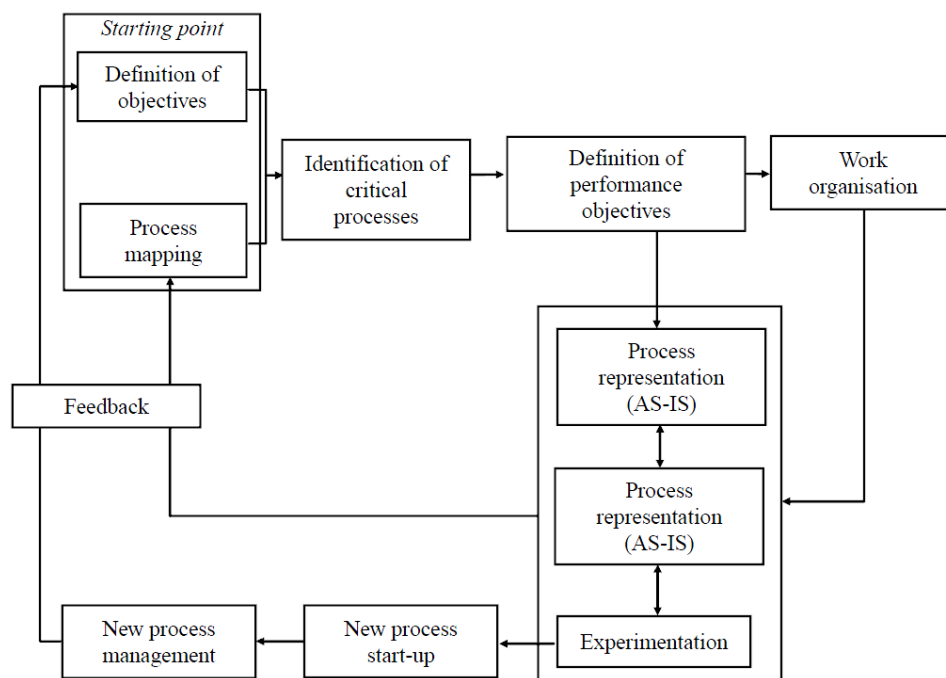 Starting point
Definition of
objectives
Process
mapping
Identification of
critical
processes
Definition of
performance
objectives
Work
organisation
Process
representation
(AS-IS)
Process
representation
(AS-IS)
Experimentation
New process
start-up
New process
management
Feedback